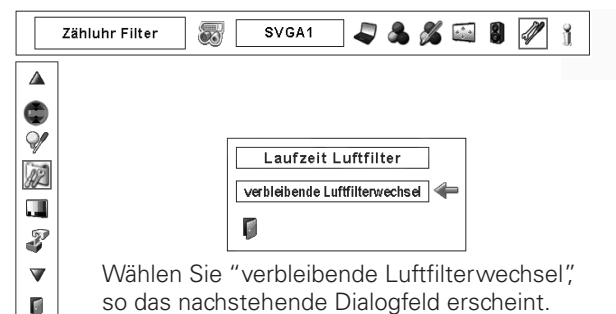 Zähluhr Filter
SVGA1
Laufzeit Luftfilter
verbleibende Luftfilterwechsel
Wählen Sie “verbleibende Luftfilterwechsel”,
so das nachstehende Dialogfeld erscheint.